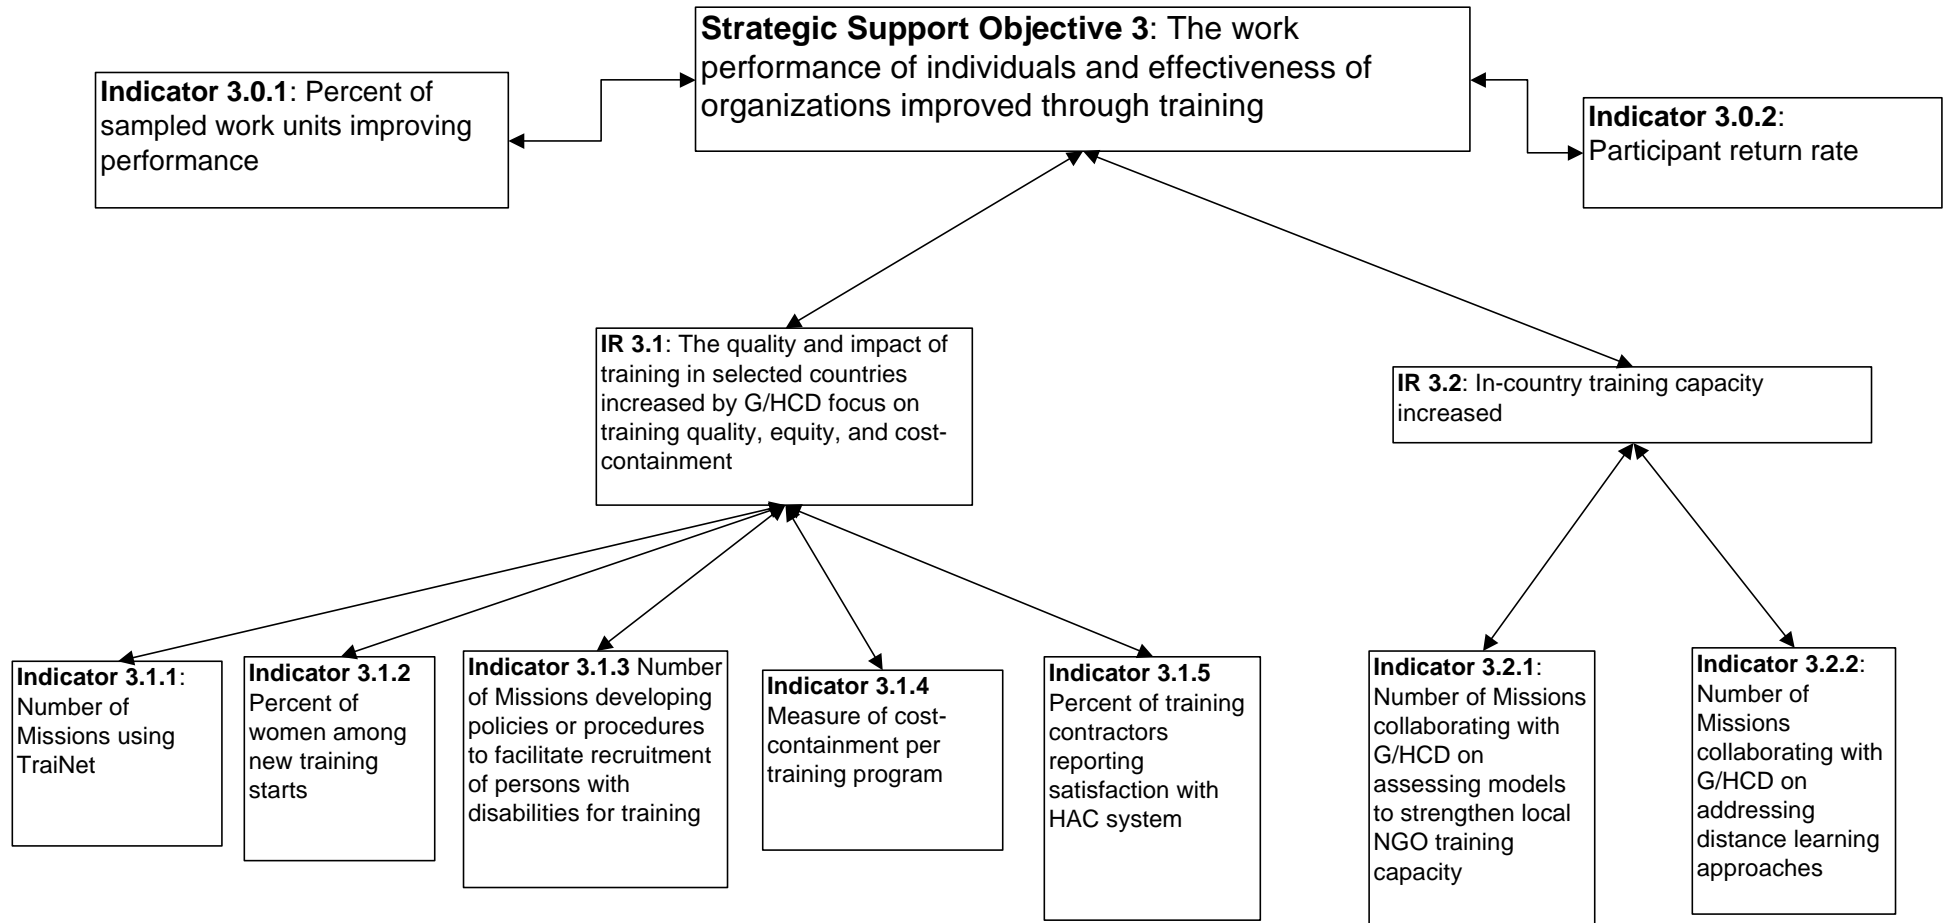 Strategic Support Objective 3: The work
performance of individuals and effectiveness of
organizations improved through training
Indicator 3.0.1: Percent of
sampled work units improving
performance
Indicator 3.0.2:
Participant return rate
IR 3.1: The quality and impact of
training in selected countries
increased by G/HCD focus on
training quality, equity, and cost-
containment
IR 3.2: In-country training capacity
increased
Indicator 3.1.1:
Number of
Missions using
TraiNet
Indicator 3.1.2
Percent of
women among
new training
starts
Indicator 3.1.3 Number
of Missions developing
policies or procedures
to facilitate recruitment
of persons with
disabilities for training
Indicator 3.1.4
Measure of cost-
containment per
training program
Indicator 3.1.5
Percent of training
contractors
reporting
satisfaction with
HAC system
Indicator 3.2.1:
Number of Missions
collaborating with
G/HCD on
assessing models
to strengthen local
NGO training
capacity
Indicator 3.2.2:
Number of
Missions
collaborating with
G/HCD on
addressing
distance learning
approaches